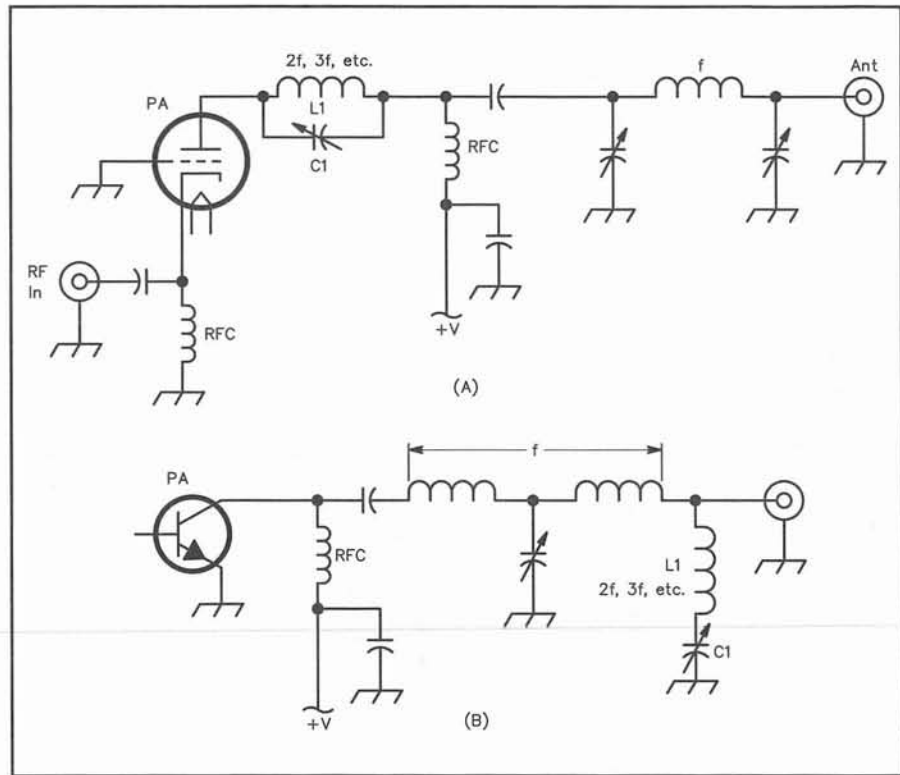 2f, 3f, etc.
L1
C1
PA
f
Ant
RFC
RF
In
RFC
+V
(A)
PA
f
RFC
L1
2f, 3f, etc.
C1
+V
(B)